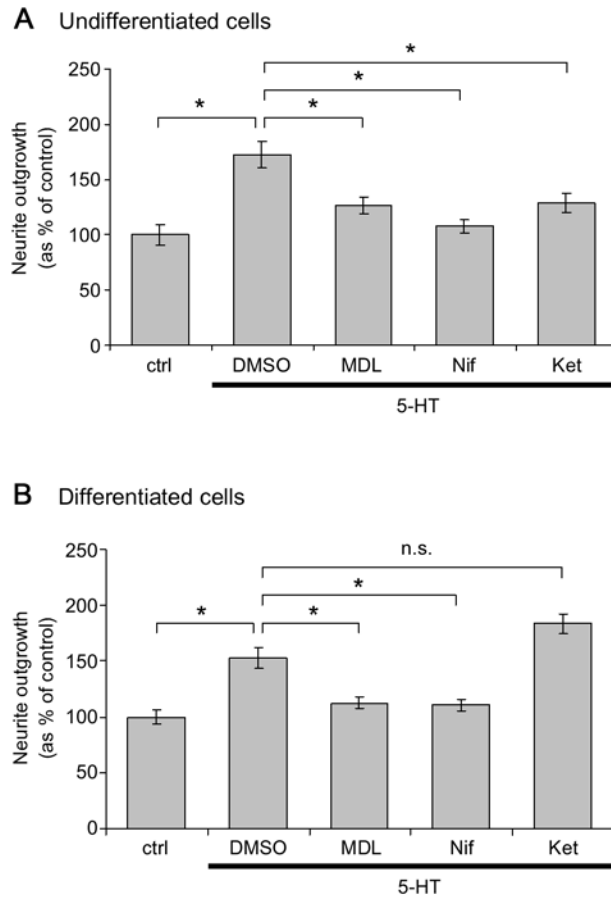 A Undifferentiated cells
Neurite outgrowth
(as % of control)
250
200
150
100
50
0
*
*
*
*
ctrl DMSO MDL Nif Ket
5-HT
B Differentiated cells
Neurite outgrowth
(as % of control)
250
200
150
100
50
0
n.s.
*
*
*
ctrl DMSO MDL Nif Ket
5-HT